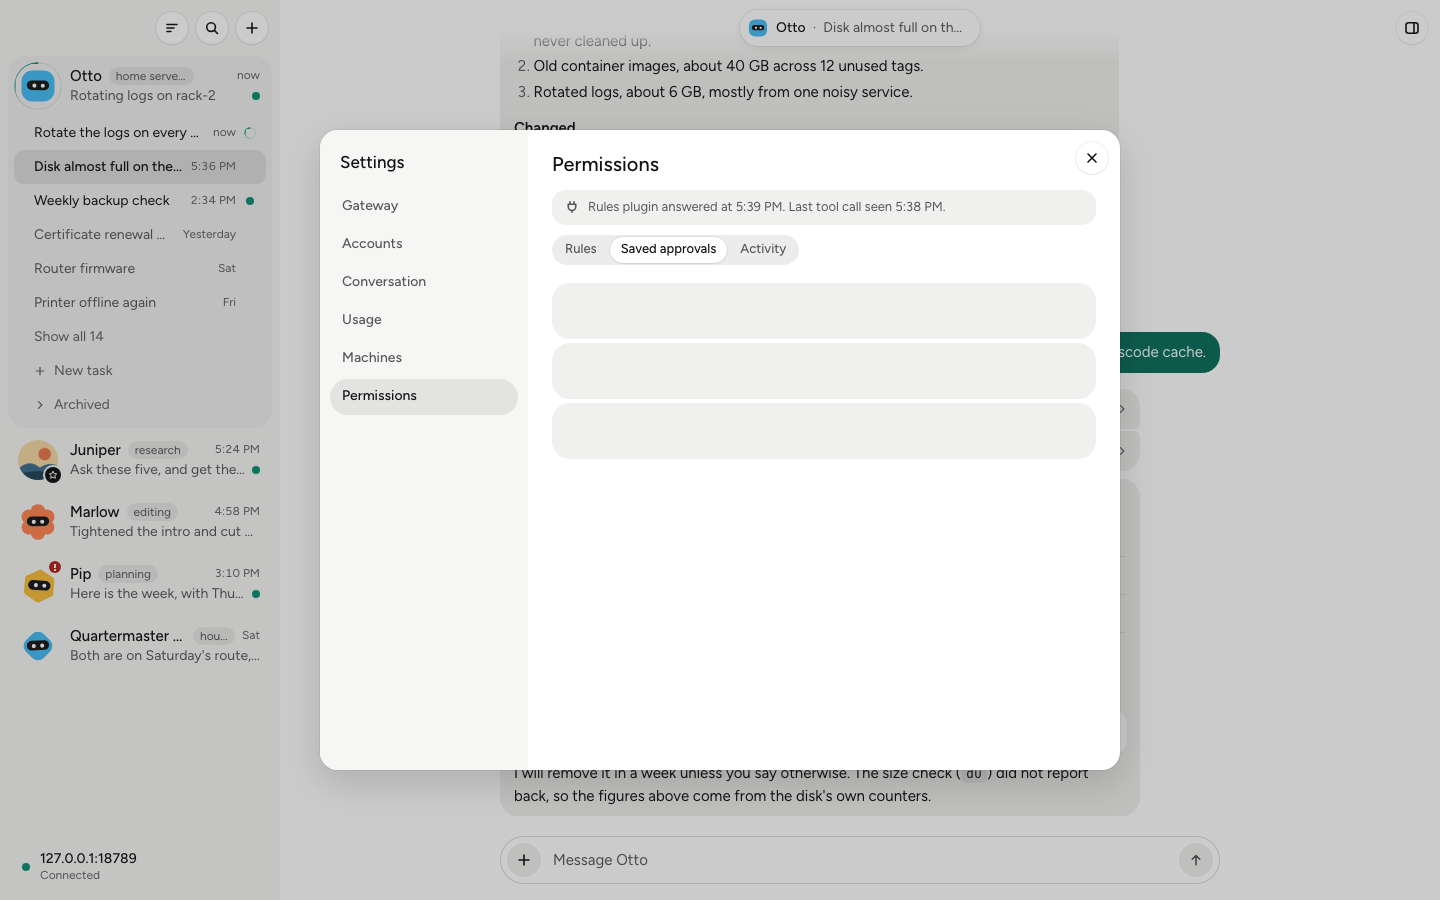 Otto home serve... now
Rotating logs on rack-2
Rotate the logs on every ... now
Disk almost full on the... 5:36 PM
Weekly backup check 2:34 PM
Certificate renewal ... Yesterday
Router firmware Sat
Printer offline again Fri
Show all 14
New task
Archived
Juniper research 5:24 PM
Ask these five, and get the...
Marlow editing 4:58 PM
Tightened the intro and cut ...
Pip planning 3:10 PM
Here is the week, with Thu...
Quartermaster ... hou... Sat
Both are on Saturday's route,...
127.0.0.1:18789
Connected
Otto · Disk almost full on th...
never cleaned up.
2. Old container images, about 40 GB across 12 unused tags.
3. Rotated logs, about 6 GB, mostly from one noisy service.
Changed
Settings
Gateway
Accounts
Conversation
Usage
Machines
Permissions
Permissions
Rules plugin answered at 5:39 PM. Last tool call seen 5:38 PM.
Rules Saved approvals Activity
scode cache.
I will remove it in a week unless you say otherwise. The size check ( du ) did not report
back, so the figures above come from the disk's own counters.
Message Otto